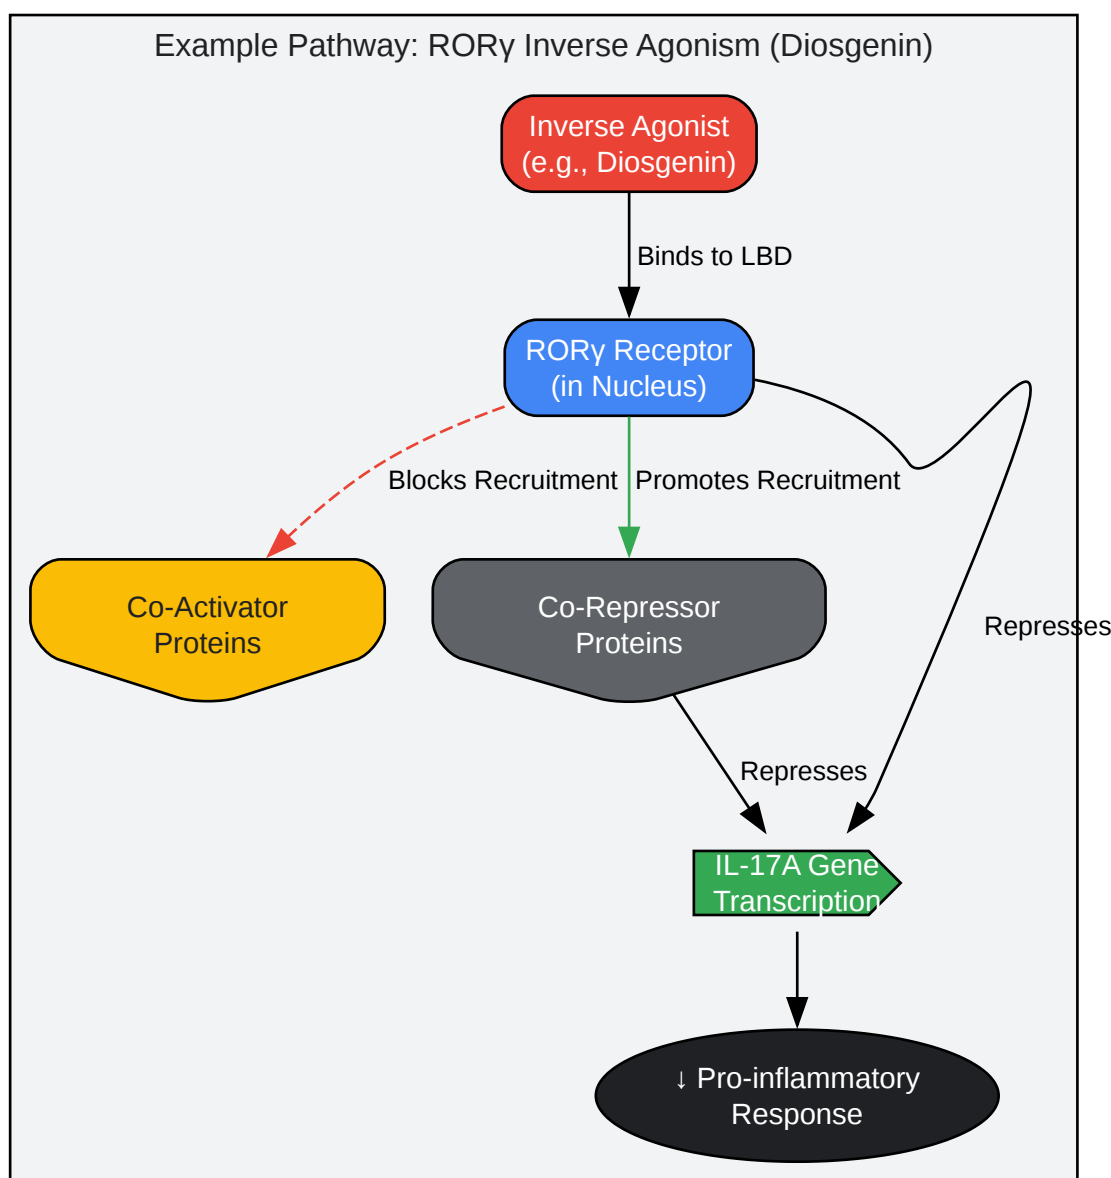 Example Pathway: RORγ Inverse Agonism (Diosgenin)
Inverse Agonist
(e.g., Diosgenin)
Binds to LBD
RORγ Receptor
(in Nucleus)
Blocks Recruitment
Promotes Recruitment
Co-Activator
Proteins
Co-Repressor
Proteins
Represses
Represses
IL-17A Gene
Transcription
↓ Pro-inflammatory
Response